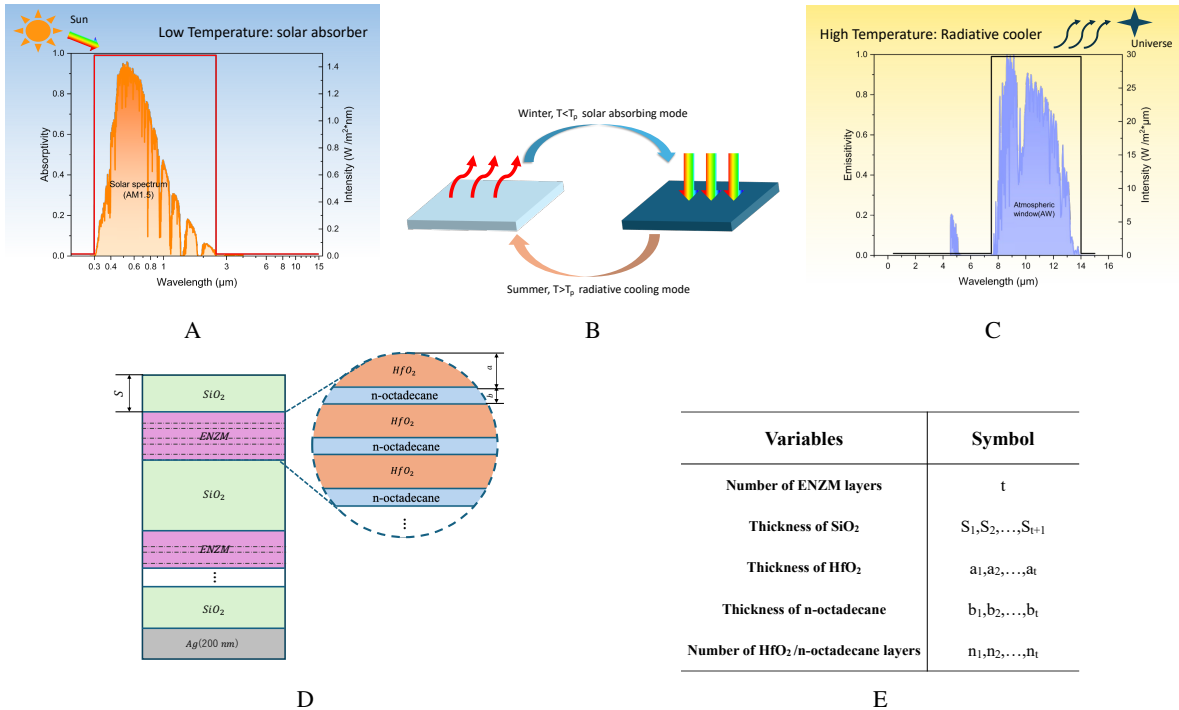 Sun
Low Temperature: solar absorber
1.0
0.8
0.6
0.4
0.2
0.0
Absorptivity
Solar spectrum
(AM1.5)
1.4
1.2
1.0
0.8
0.6
0.4
0.2
0.0
Intensity (W /m²*nm)
0.3 0.4 0.6 0.8 1 3 6 8 10 15
Wavelength (μm)
A
Winter, T<Tₚ solar absorbing mode
Summer, T>Tₚ radiative cooling mode
B
High Temperature: Radiative cooler
Universe
1.0
0.8
0.6
0.4
0.2
0.0
Emissitivity
Atmospheric
window(AW)
30
25
20
15
10
5
0
Intensity (W /m²*μm)
0 2 4 6 8 10 12 14 16
Wavelength (μm)
C
S
SiO₂
ENZM
SiO₂
ENZM
⋮
SiO₂
Ag(200 nm)
HfO₂
a
n-octadecane
b
HfO₂
n-octadecane
HfO₂
n-octadecane
⋮
D
Variables Symbol
Number of ENZM layers t
Thickness of SiO₂ S₁,S₂,…,Sₜ₊₁
Thickness of HfO₂ a₁,a₂,…,aₜ
Thickness of n-octadecane b₁,b₂,…,bₜ
Number of HfO₂ /n-octadecane layers n₁,n₂,…,nₜ
E